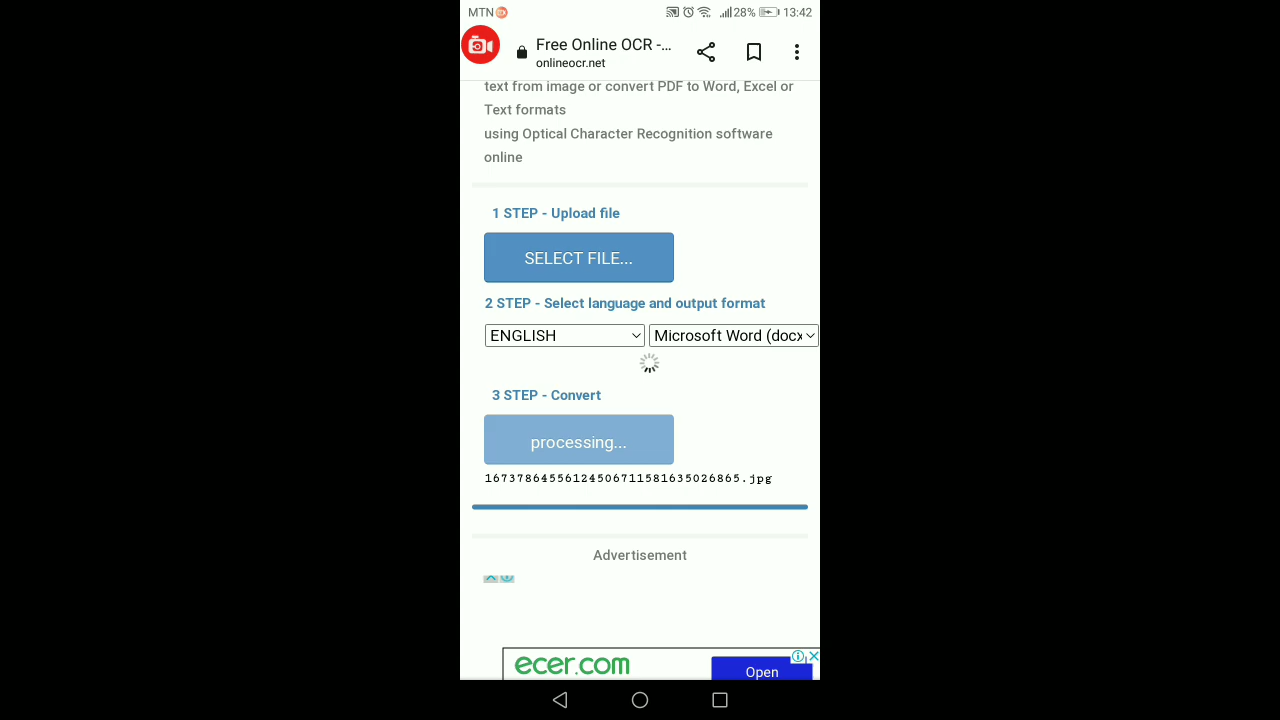 MTN
28% 13:42
Free Online OCR -...
onlineocr.net
text from image or convert PDF to Word, Excel or
Text formats
using Optical Character Recognition software
online
1 STEP - Upload file
SELECT FILE...
2 STEP - Select language and output format
ENGLISH Microsoft Word (docx
3 STEP - Convert
processing...
16737864556124506711581635026865.jpg
Advertisement
ecer.com
Open